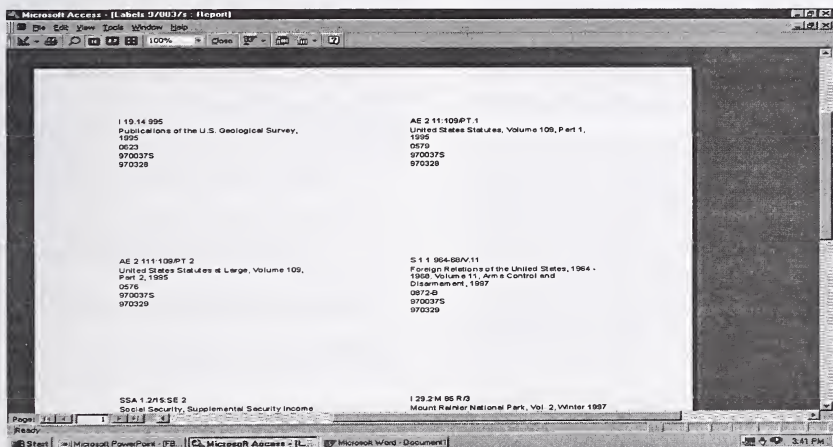 Microsoft Access - [Labels 970037s : Report]
File Edit View Tools Window Help
100% Close
I 19.14 995
Publications of the U.S. Geological Survey,
1995
0623
970037S
970328
AE 2 11:109/PT.1
United States Statutes, Volume 109, Part 1,
1995
0579
970037S
970328
AE 2 111:109/PT 2
United States Statutes at Large, Volume 109,
Part 2, 1995
0576
970037S
970329
S 1 1 964-68/V.11
Foreign Relations of the United States, 1964 -
1968, Volume 11, Arms Control and
Disarmament, 1997
0872-B
970037S
970329
SSA 1.2/15:SE 2
Social Security, Supplemental Security Income
I 29.2:M 86 R/3
Mount Rainier National Park, Vol. 2, Winter 1997
Page: 1
Ready
Start Microsoft PowerPoint - [FB... Microsoft Access - [L... Microsoft Word - Document1 3:41 PM